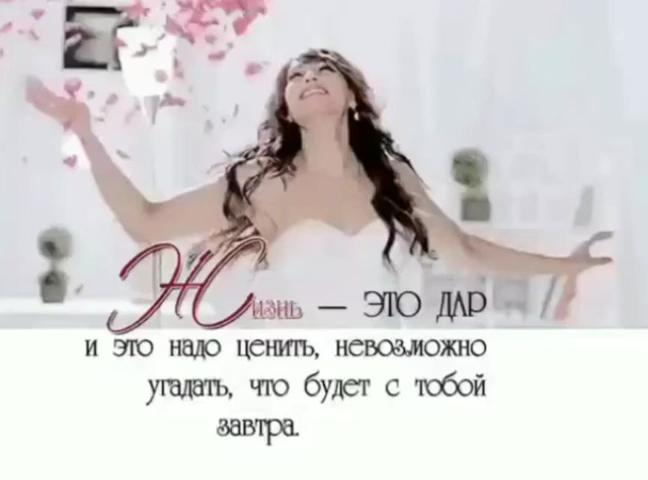 Жизнь — ЭТО ДАР
и это надо ценить, невозможно
угадать, что будет с тобой
завтра.